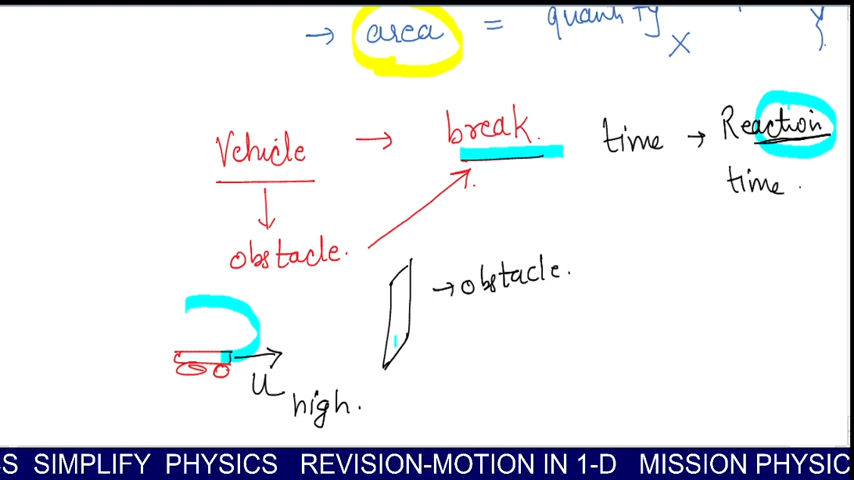 → area = quantity
x
Vehicle → break. time → Reaction
time.
obstacle.
→ obstacle.
u high.
S SIMPLIFY PHYSICS REVISION-MOTION IN 1-D MISSION PHYSIC